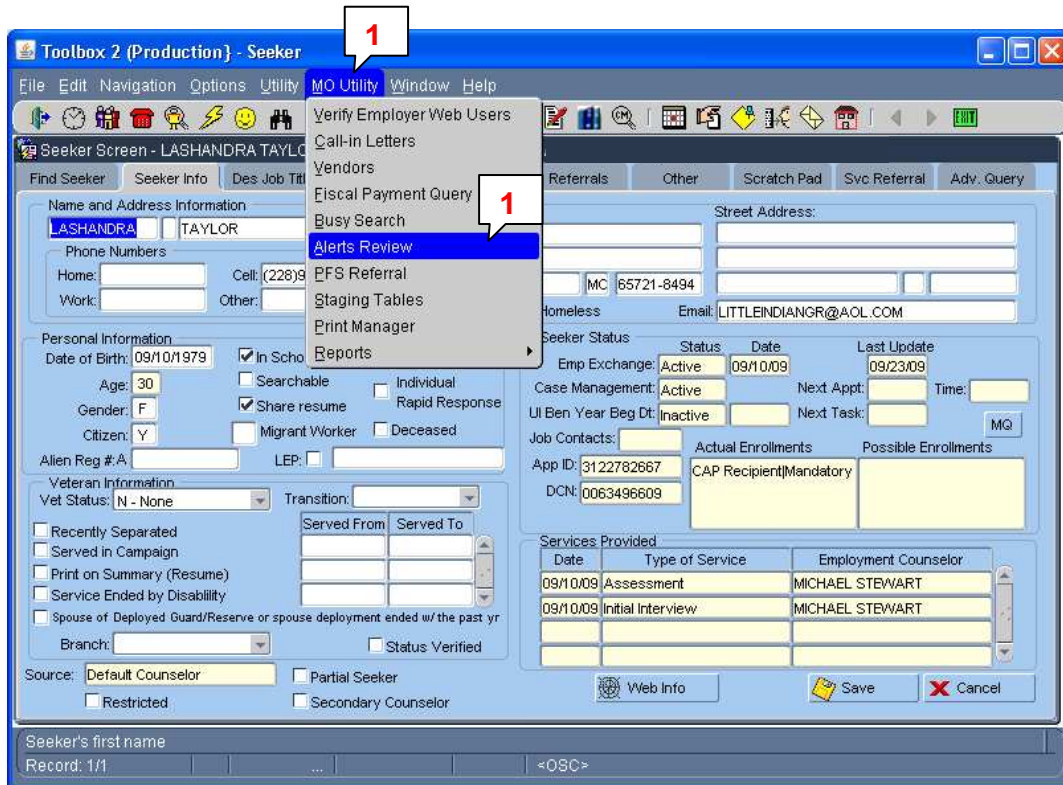 1
Toolbox 2 (Production} - Seeker
File Edit Navigation Options Utility MO Utility Window Help
Verify Employer Web Users
Call-in Letters
Vendors
Fiscal Payment Query
Busy Search
Alerts Review
PFS Referral
Staging Tables
Print Manager
Reports
1
EXIT
Seeker Screen - LASHANDRA TAYLO
Find Seeker Seeker Info Des Job Titl Referrals Other Scratch Pad Svc Referral Adv. Query
Name and Address Information
LASHANDRA TAYLOR
Street Address:
Phone Numbers
Home: Cell: (228)9
MC 65721-8494
Work: Other:
Homeless Email: LITTLEINDIANGR@AOL.COM
Personal Information
Date of Birth: 09/10/1979 In Scho
Age: 30 Searchable Individual
Rapid Response
Gender: F Share resume
Citizen: Y Migrant Worker Deceased
Alien Reg #: A LEP:
Veteran Information
Vet Status: N - None Transition:
Served From Served To
Recently Separated
Served in Campaign
Print on Summary (Resume)
Service Ended by Disablility
Spouse of Deployed Guard/Reserve or spouse deployment ended w/ the past yr
Branch: Status Verified
Source: Default Counselor Partial Seeker
Restricted Secondary Counselor
Seeker Status
Status Date Last Update
Emp Exchange: Active 09/10/09 09/23/09
Case Management: Active Next Appt: Time:
UI Ben Year Beg Dt: Inactive Next Task: MQ
Job Contacts:
Actual Enrollments Possible Enrollments
App ID: 3122782667 CAP Recipient|Mandatory
DCN: 0063496609
Services Provided
Date Type of Service Employment Counselor
09/10/09 Assessment MICHAEL STEWART
09/10/09 Initial Interview MICHAEL STEWART
Web Info Save Cancel
Seeker's first name
Record: 1/1 ... <OSC>